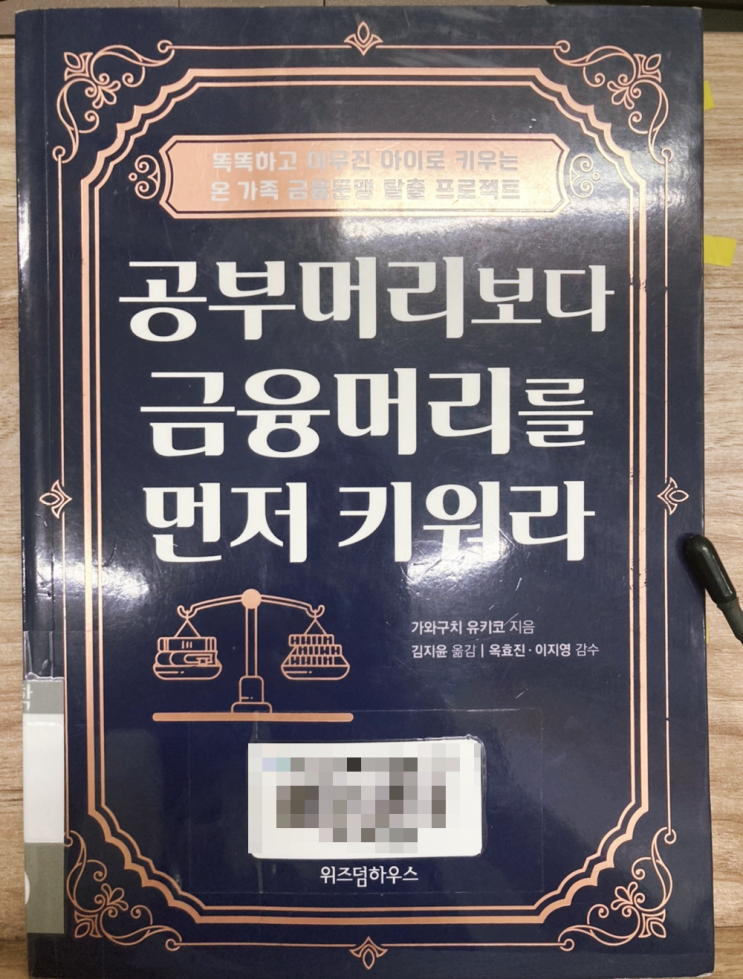 똑똑하고 야무진 아이로 키우는
온 가족 금융문맹 탈출 프로젝트
공부머리보다
금융머리를
먼저 키워라
가와구치 유키코 지음
김지윤 옮김 | 옥효진·이지영 감수
학
위즈덤하우스